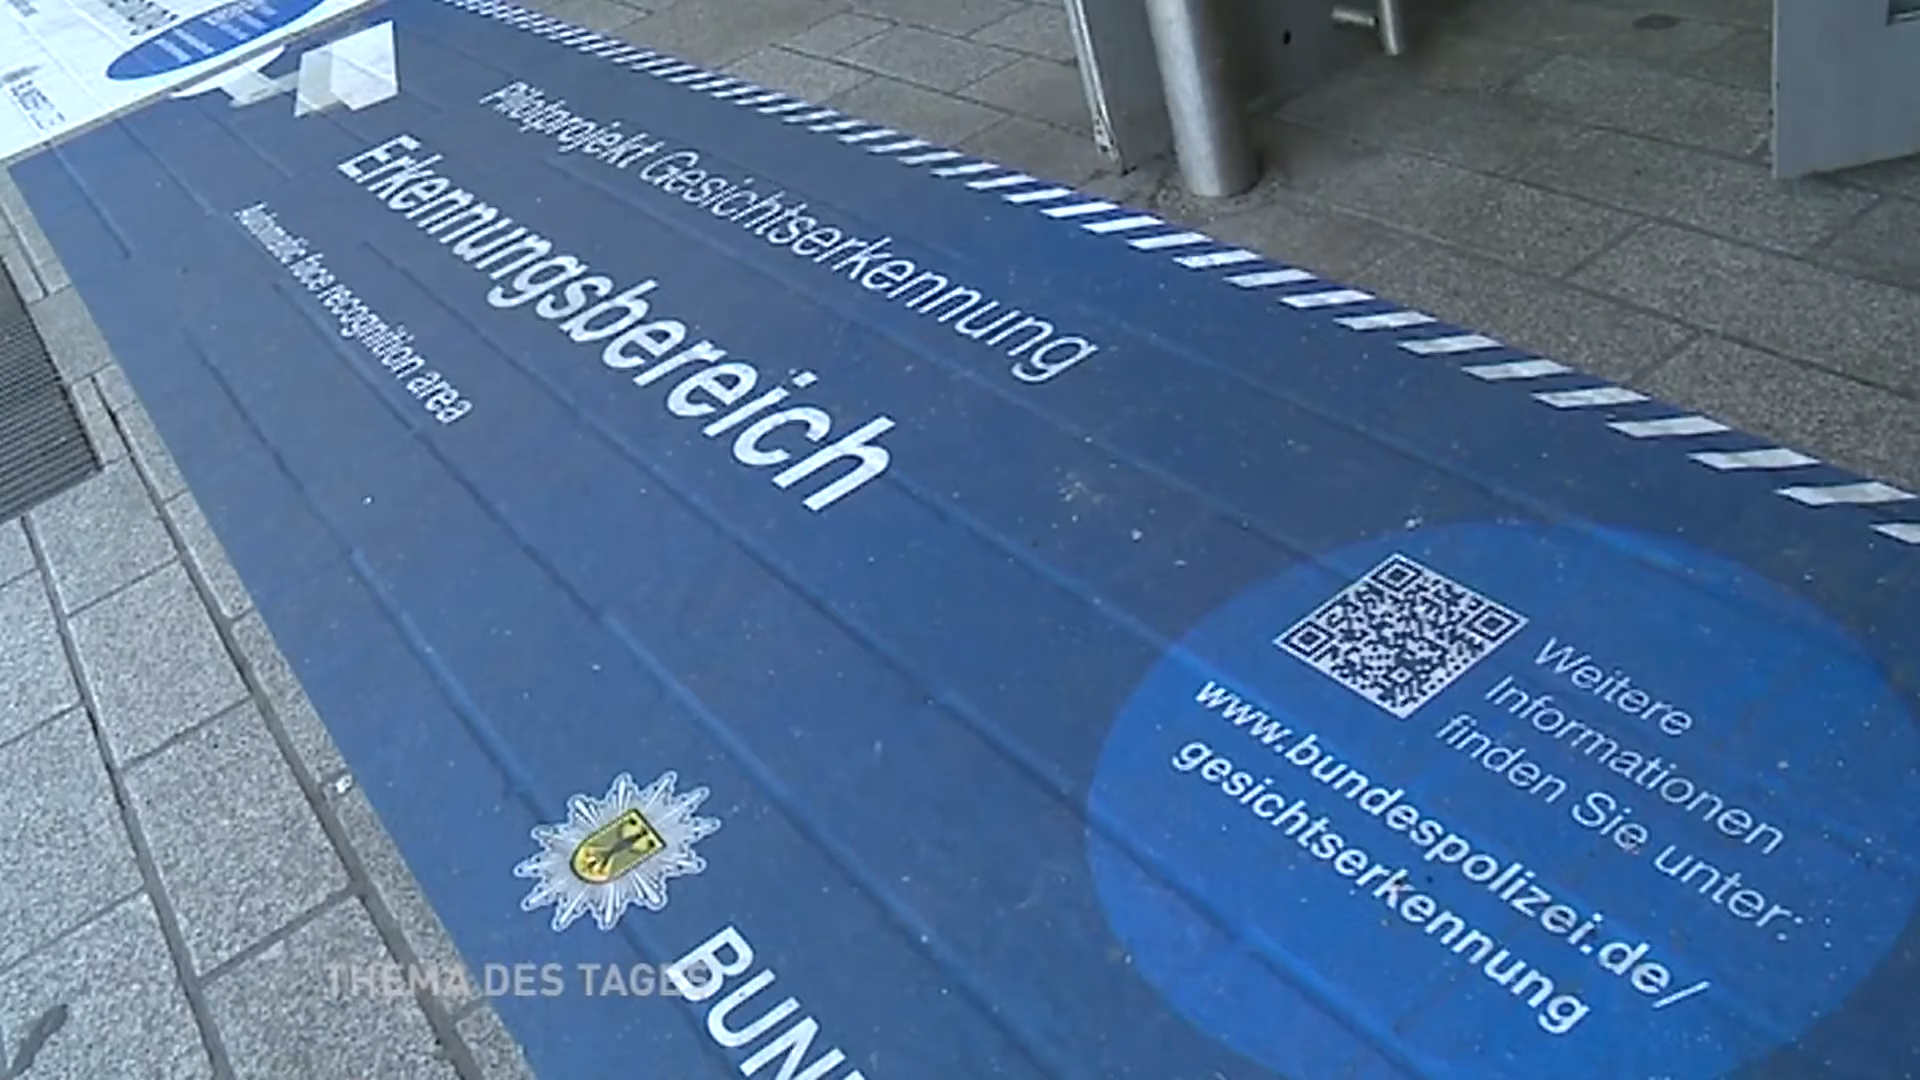 Pilotprojekt Gesichtserkennung
Erkennungsbereich
Automatic face recognition area
Weitere
Informationen
finden Sie unter:
www.bundespolizei.de/
gesichtserkennung
THEMA DES TAGES